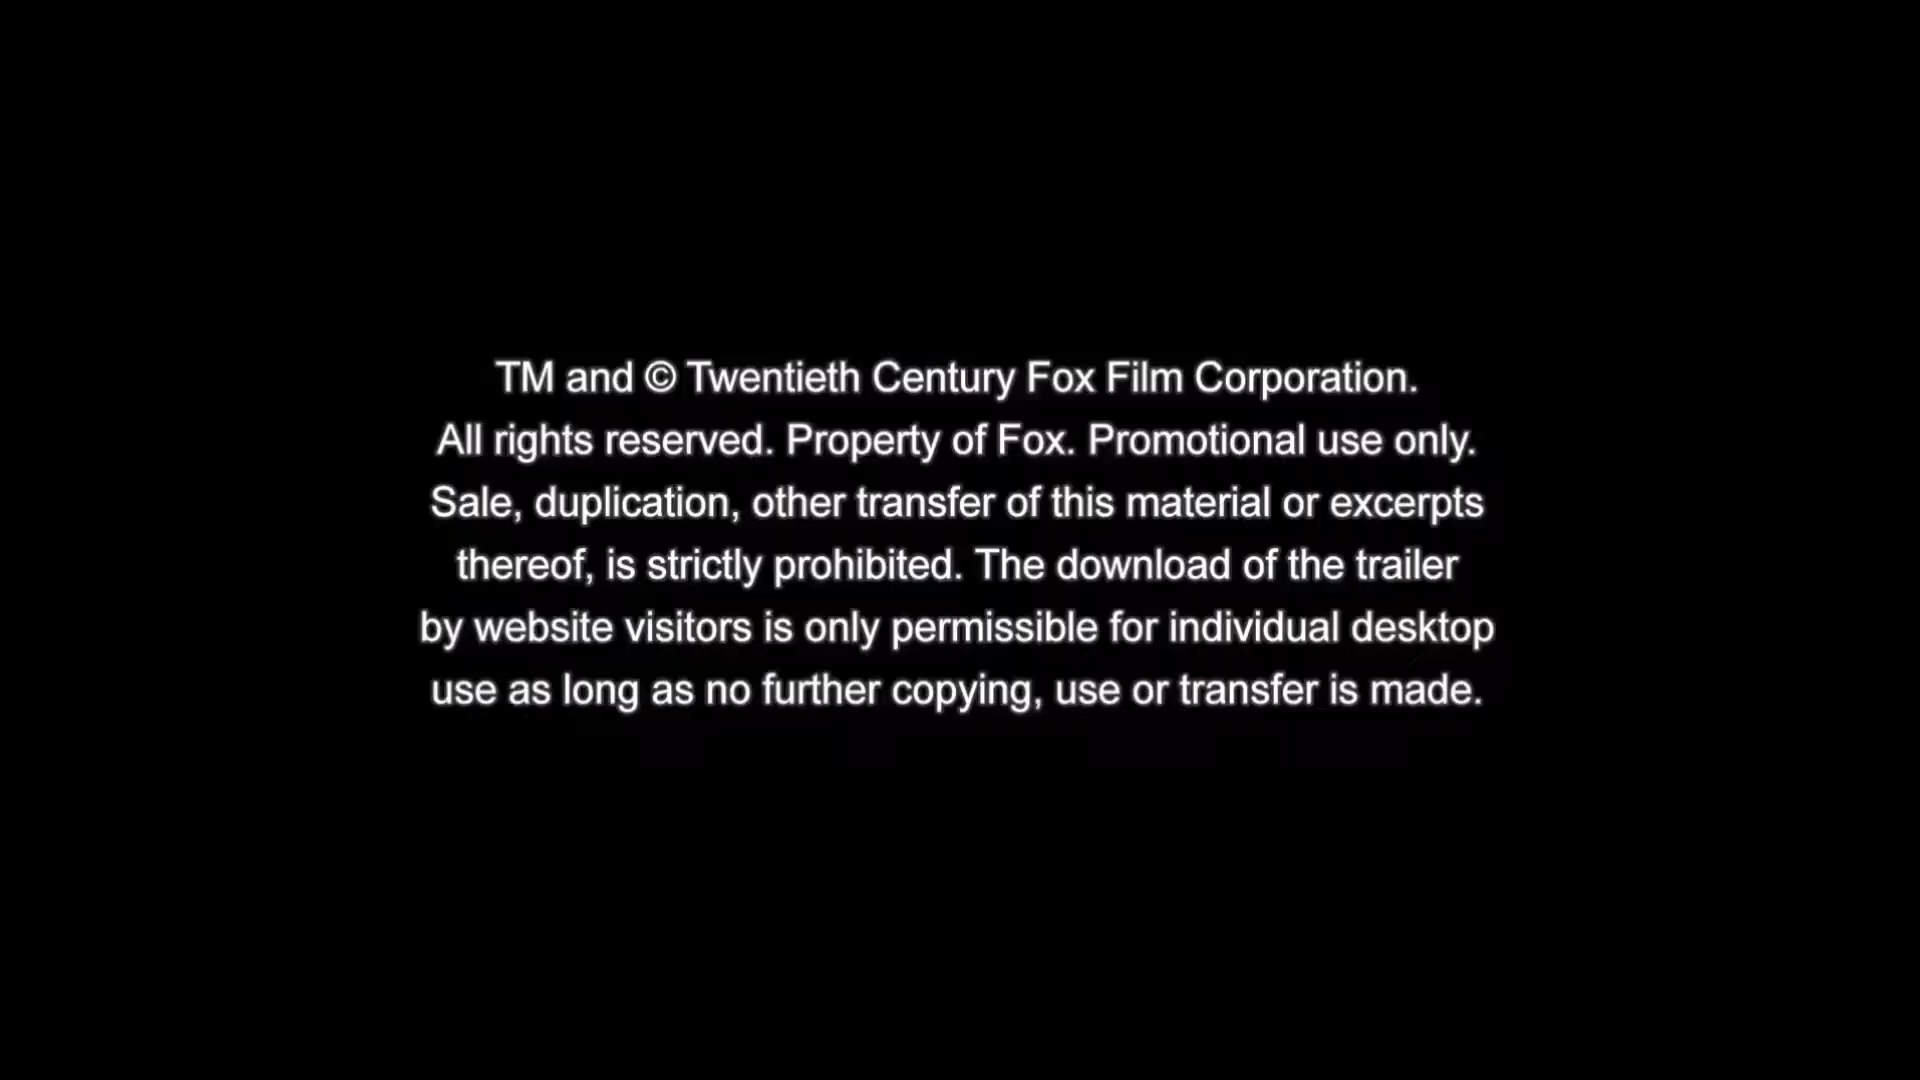 TM and © Twentieth Century Fox Film Corporation.
All rights reserved. Property of Fox. Promotional use only.
Sale, duplication, other transfer of this material or excerpts
thereof, is strictly prohibited. The download of the trailer
by website visitors is only permissible for individual desktop
use as long as no further copying, use or transfer is made.